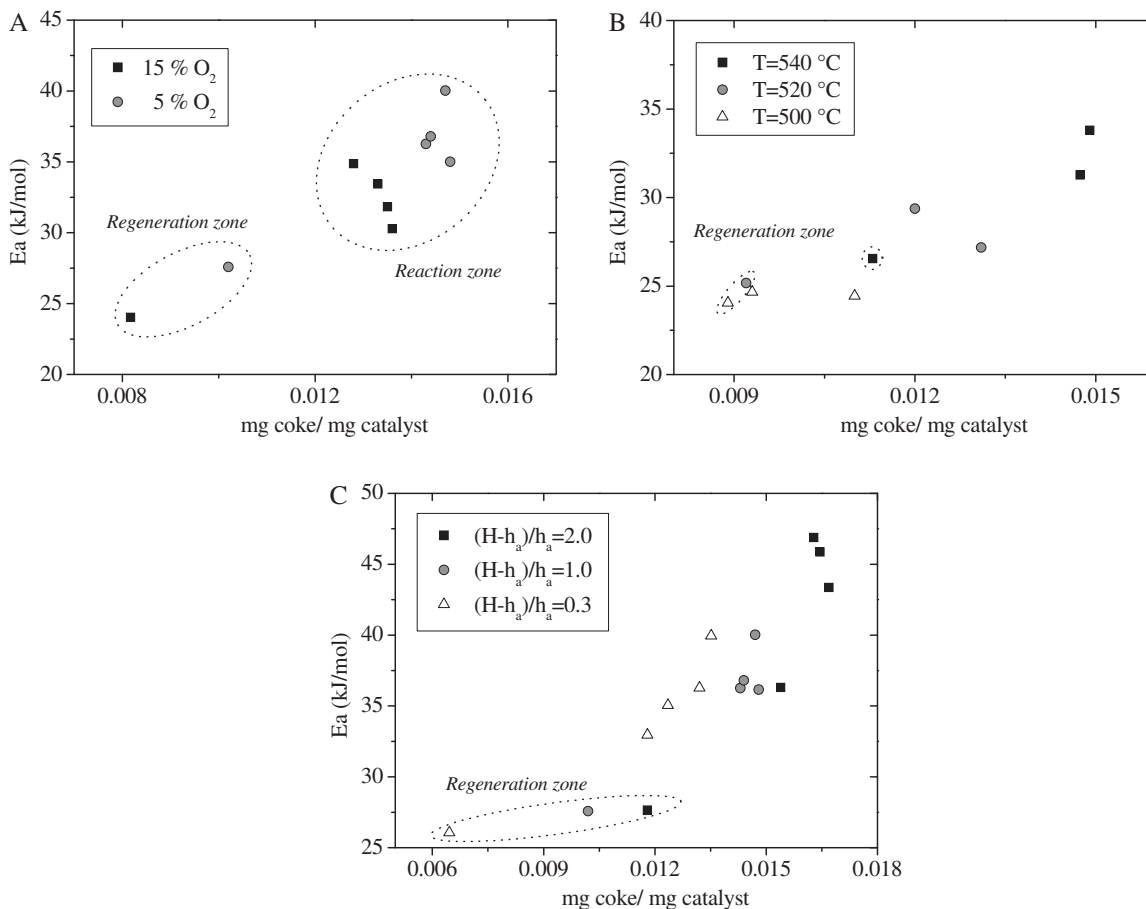 A
45
40
35
30
25
20
Ea (kJ/mol)
15 % O₂
5 % O₂
Regeneration zone
Reaction zone
0.008
0.012
0.016
mg coke/ mg catalyst
B
40
35
30
25
20
Ea (kJ/mol)
T=540 °C
T=520 °C
T=500 °C
Regeneration zone
0.009
0.012
0.015
mg coke/ mg catalyst
C
50
45
40
35
30
25
Ea (kJ/mol)
(H-hₐ)/hₐ=2.0
(H-hₐ)/hₐ=1.0
(H-hₐ)/hₐ=0.3
Regeneration zone
0.006
0.009
0.012
0.015
0.018
mg coke/ mg catalyst